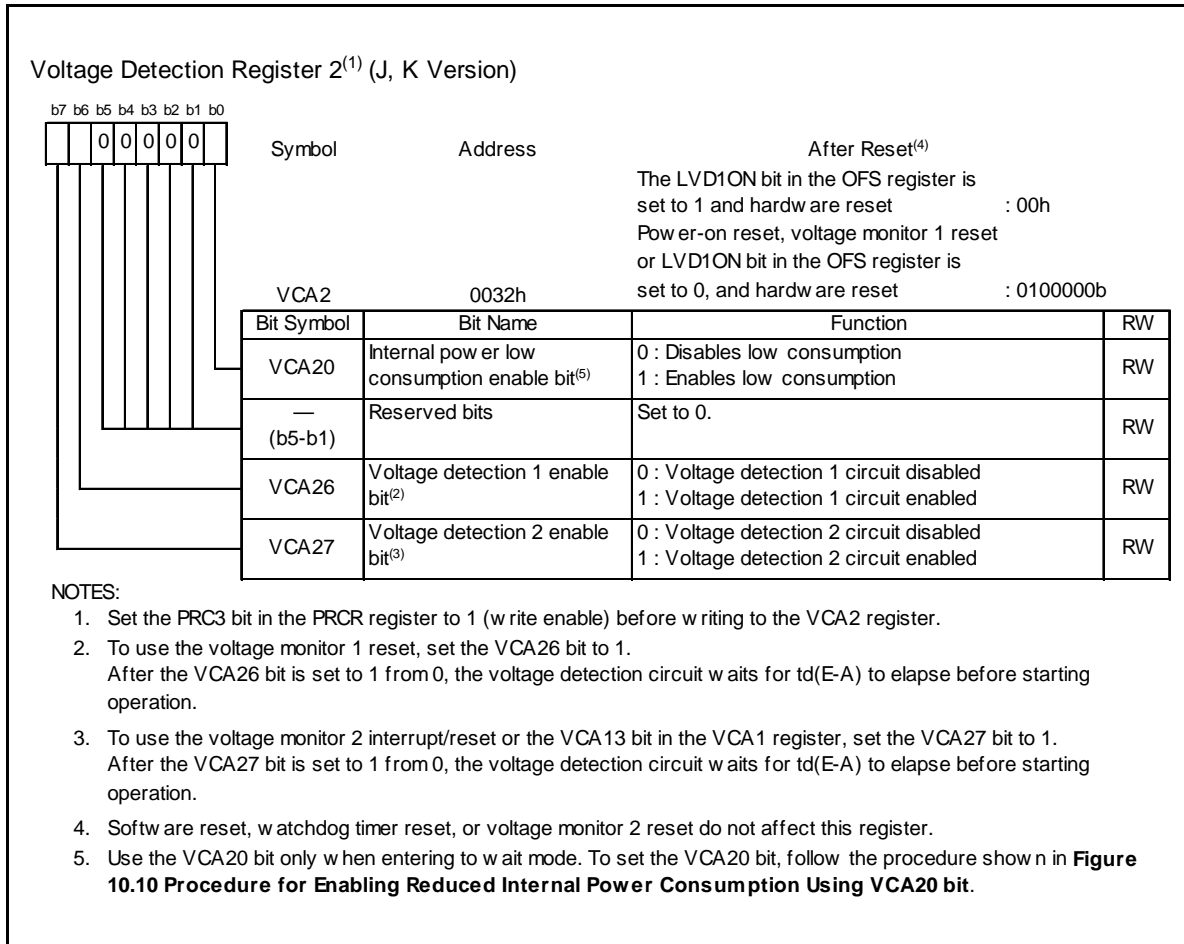 Voltage Detection Register 2(1) (J, K Version)
b7 b6 b5 b4 b3 b2 b1 b0
0 0 0 0 0
Symbol Address After Reset(4)
The LVD1ON bit in the OFS register is
set to 1 and hardware reset : 00h
Power-on reset, voltage monitor 1 reset
or LVD1ON bit in the OFS register is
VCA2 0032h set to 0, and hardware reset : 0100000b
Bit Symbol Bit Name Function RW
VCA20 Internal power low consumption enable bit(5) 0 : Disables low consumption RW
1 : Enables low consumption
— (b5-b1) Reserved bits Set to 0. RW
VCA26 Voltage detection 1 enable bit(2) 0 : Voltage detection 1 circuit disabled RW
1 : Voltage detection 1 circuit enabled
VCA27 Voltage detection 2 enable bit(3) 0 : Voltage detection 2 circuit disabled RW
1 : Voltage detection 2 circuit enabled
NOTES:
1. Set the PRC3 bit in the PRCR register to 1 (write enable) before writing to the VCA2 register.
2. To use the voltage monitor 1 reset, set the VCA26 bit to 1.
After the VCA26 bit is set to 1 from 0, the voltage detection circuit waits for td(E-A) to elapse before starting
operation.
3. To use the voltage monitor 2 interrupt/reset or the VCA13 bit in the VCA1 register, set the VCA27 bit to 1.
After the VCA27 bit is set to 1 from 0, the voltage detection circuit waits for td(E-A) to elapse before starting
operation.
4. Software reset, watchdog timer reset, or voltage monitor 2 reset do not affect this register.
5. Use the VCA20 bit only when entering to wait mode. To set the VCA20 bit, follow the procedure shown in Figure
10.10 Procedure for Enabling Reduced Internal Power Consumption Using VCA20 bit.